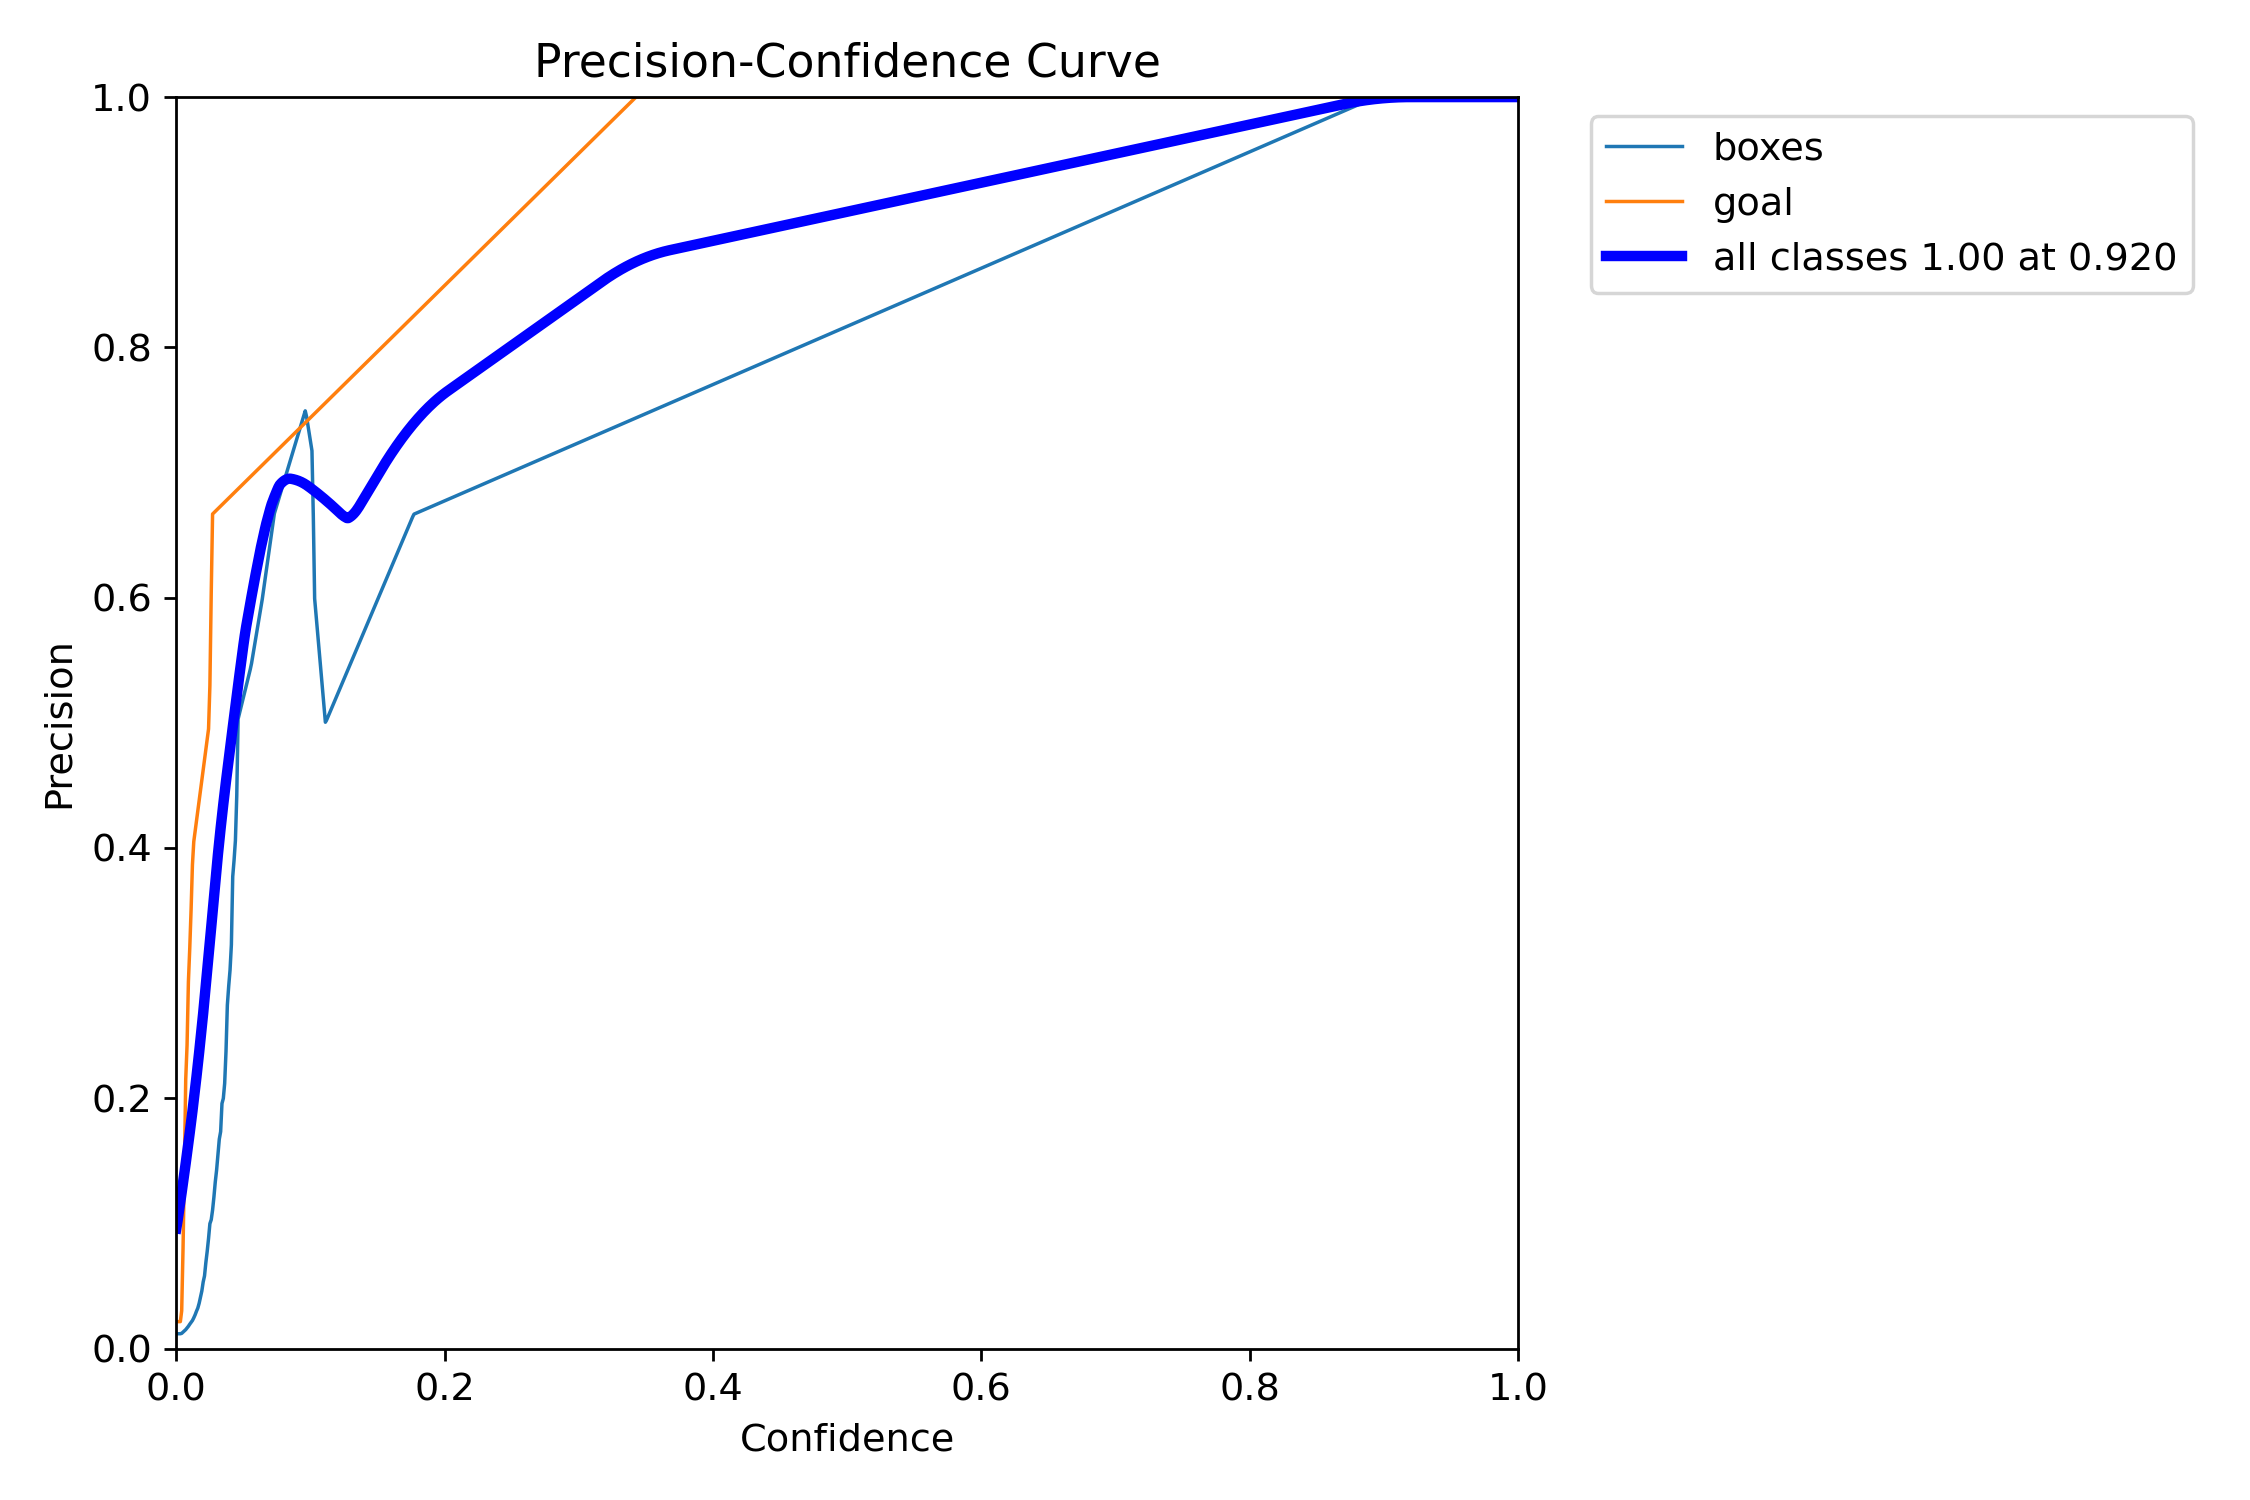 Precision-Confidence Curve
1.0
0.8
0.6
0.4
0.2
0.0
Precision
0.0 0.2 0.4 0.6 0.8 1.0
Confidence
boxes
goal
all classes 1.00 at 0.920